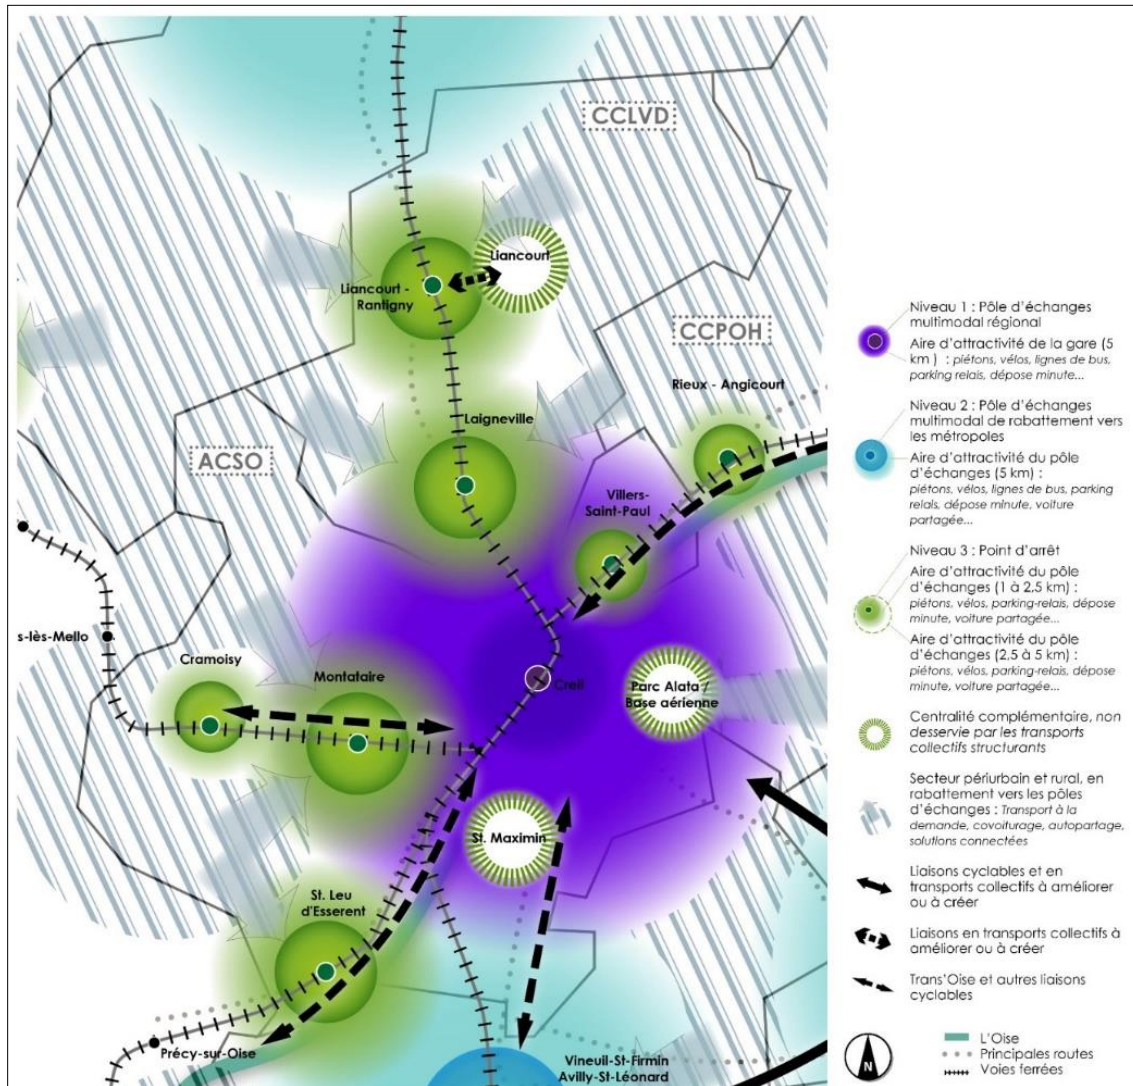 CCLVD
Liancourt
Liancourt -
Rantigny
CCPOH
Rieux - Angicourt
Laigneville
ACSO
Villers-
Saint-Paul
s-lès-Mello
Cramoisy
Montataire
Creil
Parc Alata /
Base aérienne
St. Maximin
St. Leu
d'Esserent
Précy-sur-Oise
Vineuil-St-Firmin
Avilly-St-Léonard
Niveau 1 : Pôle d'échanges
multimodal régional
Aire d'attractivité de la gare (5
km ) : piétons, vélos, lignes de bus,
parking relais, dépose minute...
Niveau 2 : Pôle d'échanges
multimodal de rabattement vers
les métropoles
Aire d'attractivité du pôle
d'échanges (5 km) :
piétons, vélos, lignes de bus, parking
relais, dépose minute, voiture
partagée...
Niveau 3 : Point d'arrêt
Aire d'attractivité du pôle
d'échanges (1 à 2,5 km) :
piétons, vélos, parking-relais, dépose
minute, voiture partagée...
Aire d'attractivité du pôle
d'échanges (2,5 à 5 km) :
piétons, vélos, parking-relais, dépose
minute, voiture partagée...
Centralité complémentaire, non
desservie par les transports
collectifs structurants
Secteur périurbain et rural, en
rabattement vers les pôles
d'échanges : Transport à la
demande, covoiturage, autopartage,
solutions connectées
Liaisons cyclables et en
transports collectifs à améliorer
ou à créer
Liaisons en transports collectifs à
améliorer ou à créer
Trans'Oise et autres liaisons
cyclables
N
L'Oise
Principales routes
Voies ferrées